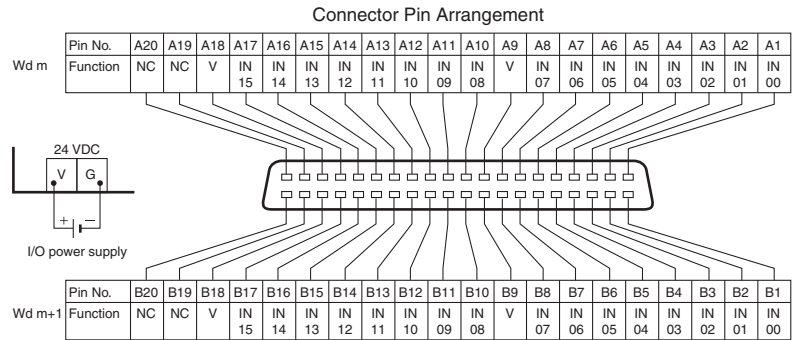 Connector Pin Arrangement
Pin No. A20 A19 A18 A17 A16 A15 A14 A13 A12 A11 A10 A9 A8 A7 A6 A5 A4 A3 A2 A1
Wd m Function NC NC V IN 15 IN 14 IN 13 IN 12 IN 11 IN 10 IN 09 IN 08 V IN 07 IN 06 IN 05 IN 04 IN 03 IN 02 IN 01 IN 00
24 VDC
V G
+ −
I/O power supply
Pin No. B20 B19 B18 B17 B16 B15 B14 B13 B12 B11 B10 B9 B8 B7 B6 B5 B4 B3 B2 B1
Wd m+1 Function NC NC V IN 15 IN 14 IN 13 IN 12 IN 11 IN 10 IN 09 IN 08 V IN 07 IN 06 IN 05 IN 04 IN 03 IN 02 IN 01 IN 00